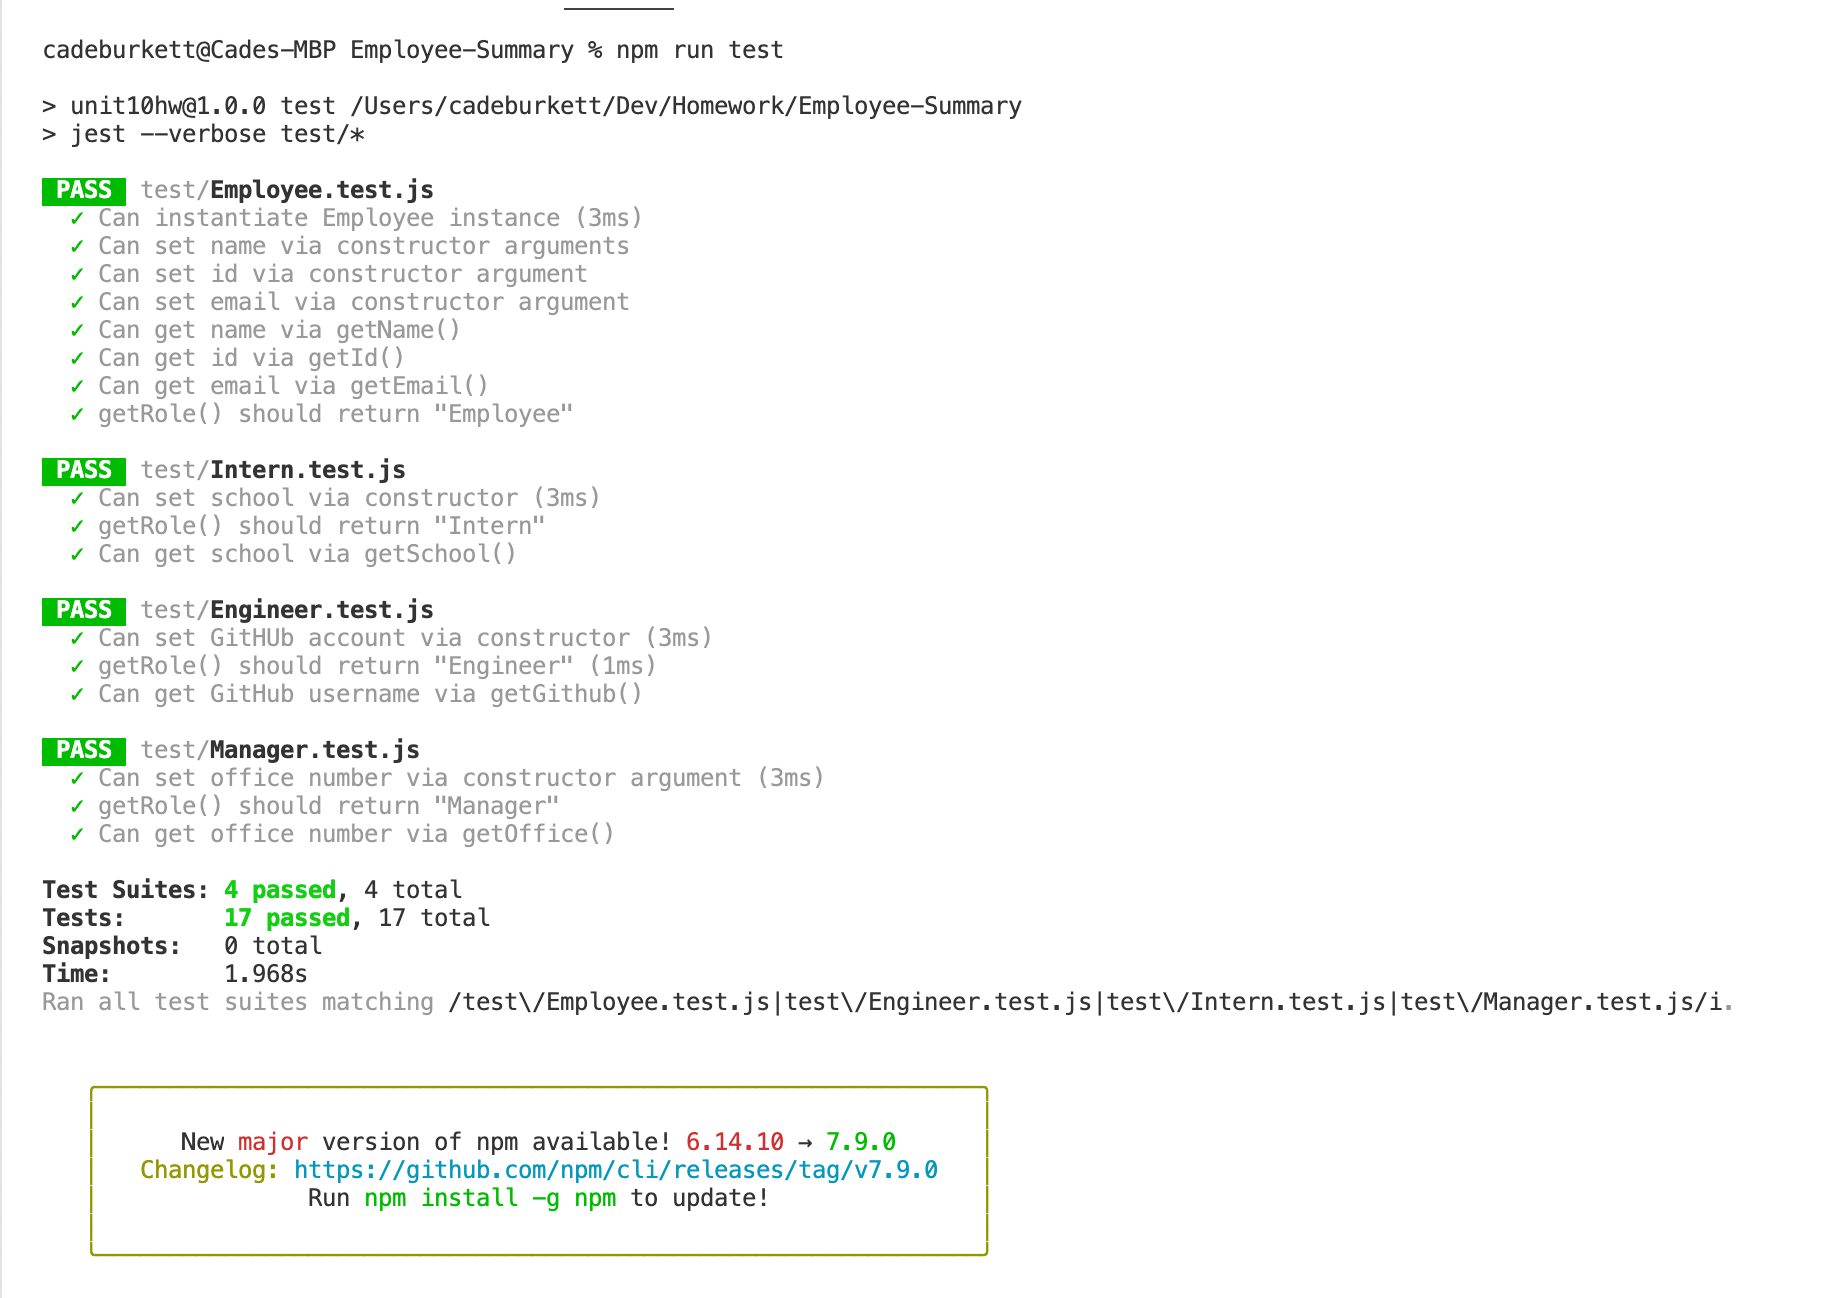 cadeburkett@Cades-MBP Employee-Summary % npm run test
> unit10hw@1.0.0 test /Users/cadeburkett/Dev/Homework/Employee-Summary
> jest --verbose test/*
PASS test/Employee.test.js
✓ Can instantiate Employee instance (3ms)
✓ Can set name via constructor arguments
✓ Can set id via constructor argument
✓ Can set email via constructor argument
✓ Can get name via getName()
✓ Can get id via getId()
✓ Can get email via getEmail()
✓ getRole() should return "Employee"
PASS test/Intern.test.js
✓ Can set school via constructor (3ms)
✓ getRole() should return "Intern"
✓ Can get school via getSchool()
PASS test/Engineer.test.js
✓ Can set GitHUb account via constructor (3ms)
✓ getRole() should return "Engineer" (1ms)
✓ Can get GitHub username via getGithub()
PASS test/Manager.test.js
✓ Can set office number via constructor argument (3ms)
✓ getRole() should return "Manager"
✓ Can get office number via getOffice()
Test Suites: 4 passed, 4 total
Tests: 17 passed, 17 total
Snapshots: 0 total
Time: 1.968s
Ran all test suites matching /test\/Employee.test.js|test\/Engineer.test.js|test\/Intern.test.js|test\/Manager.test.js/i.
New major version of npm available! 6.14.10 → 7.9.0
Changelog: https://github.com/npm/cli/releases/tag/v7.9.0
Run npm install -g npm to update!